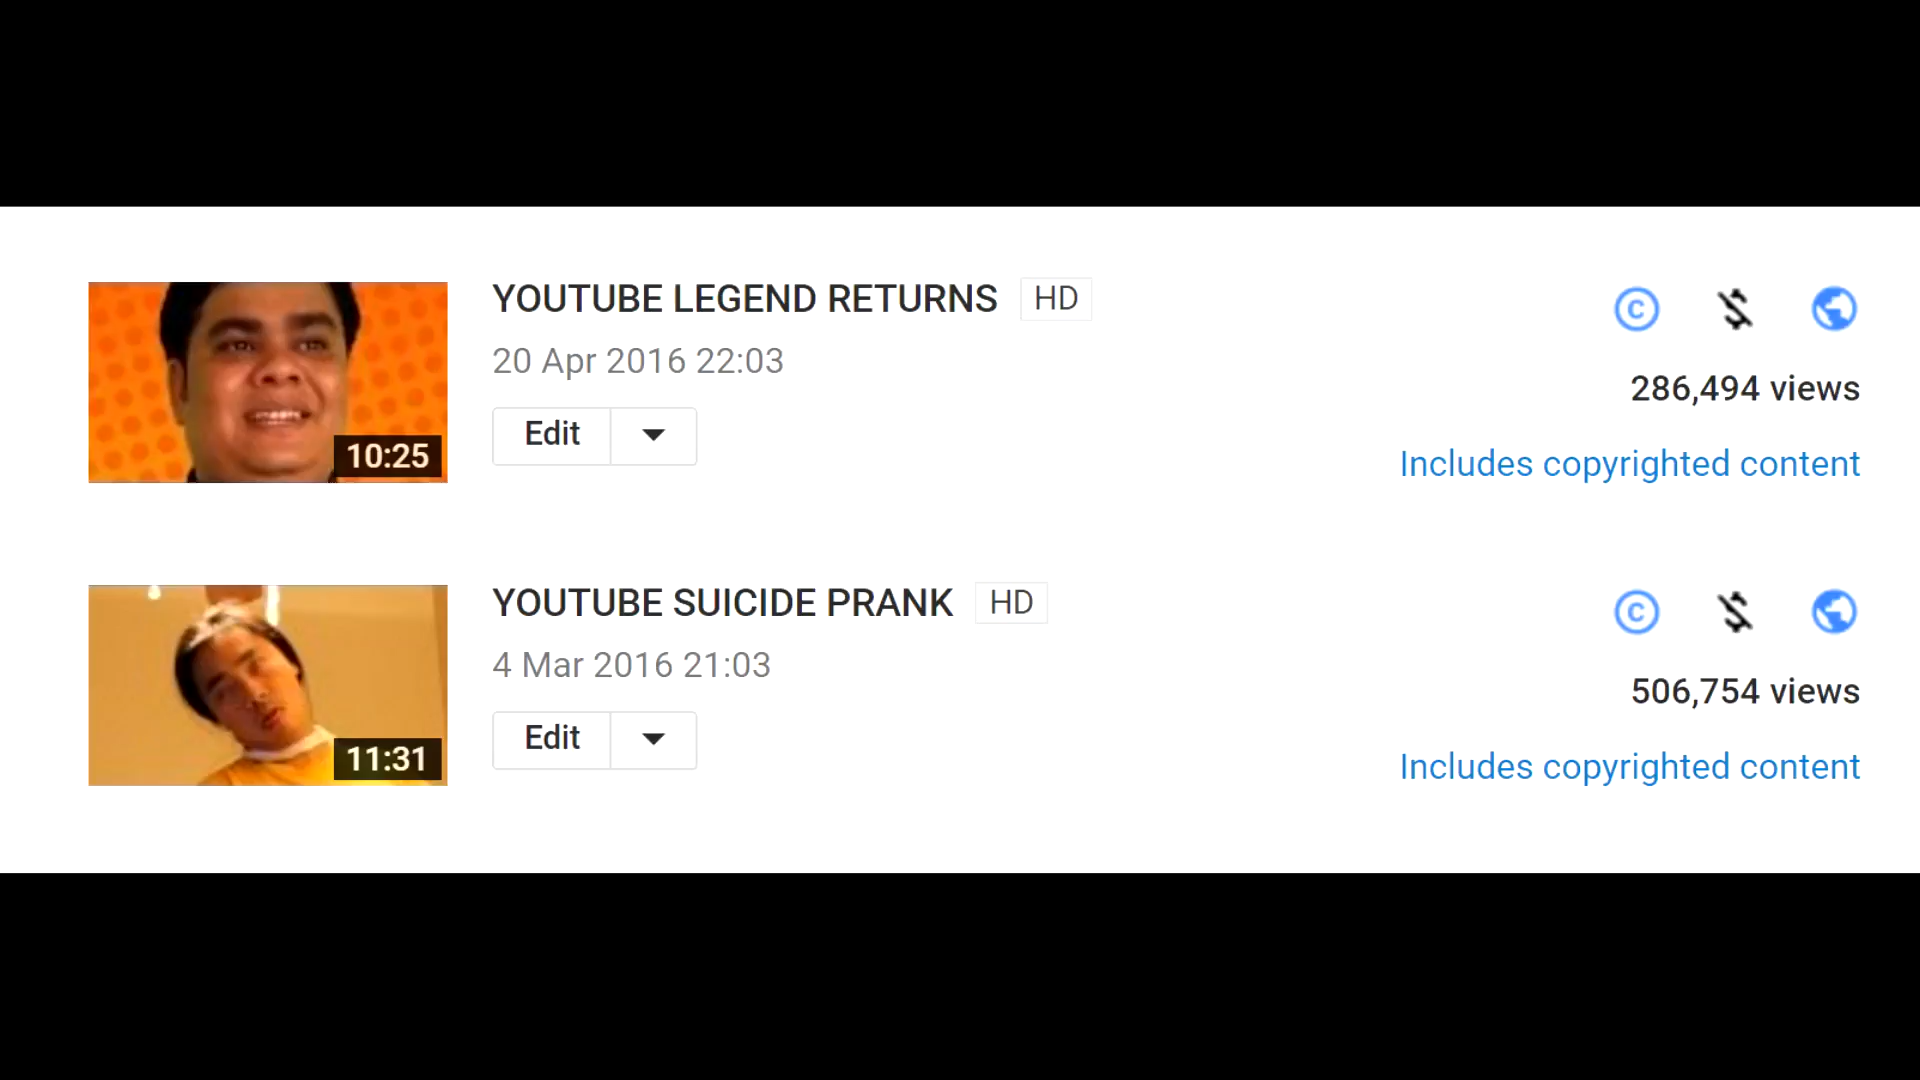 YOUTUBE LEGEND RETURNS HD
20 Apr 2016 22:03
286,494 views
10:25
Edit
Includes copyrighted content
YOUTUBE SUICIDE PRANK HD
4 Mar 2016 21:03
506,754 views
11:31
Edit
Includes copyrighted content